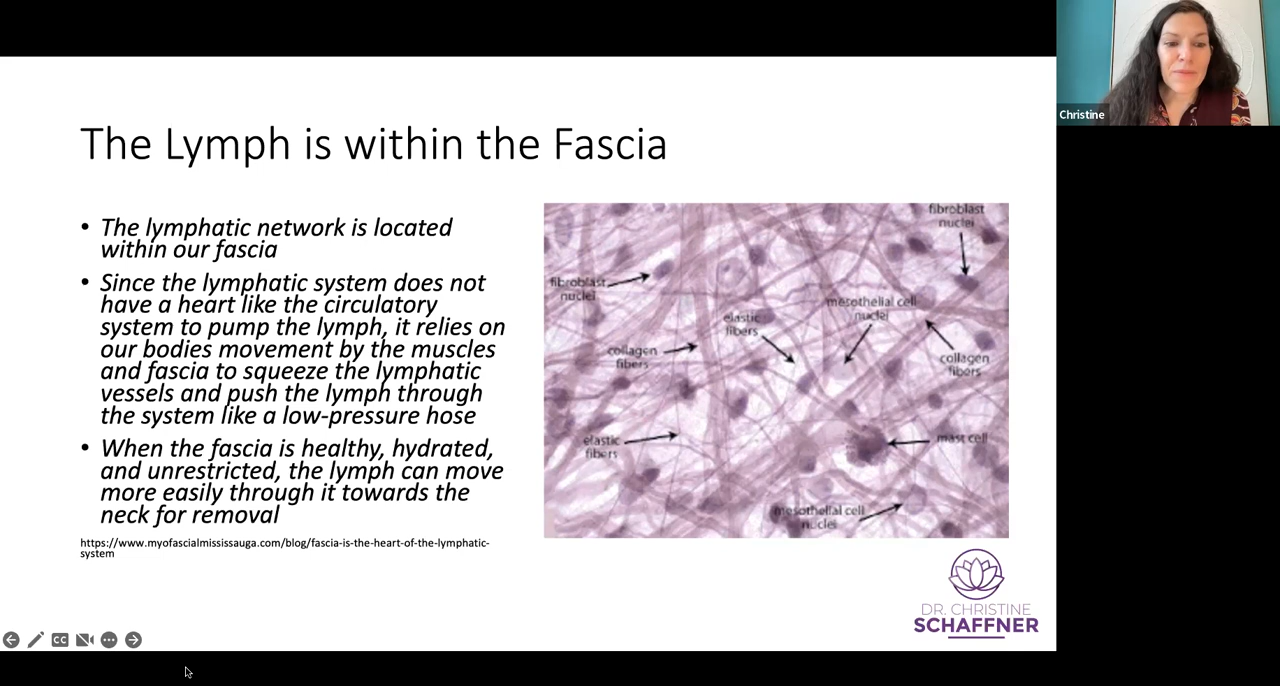 Christine
The Lymph is within the Fascia
• The lymphatic network is located
within our fascia
• Since the lymphatic system does not
have a heart like the circulatory
system to pump the lymph, it relies on
our bodies movement by the muscles
and fascia to squeeze the lymphatic
vessels and push the lymph through
the system like a low-pressure hose
• When the fascia is healthy, hydrated,
and unrestricted, the lymph can move
more easily through it towards the
neck for removal
https://www.myofascialmississauga.com/blog/fascia-is-the-heart-of-the-lymphatic-
system
fibroblast
nuclei
fibroblast
nuclei
mesothelial cell
nuclei
elastic
fibers
collagen
fibers
collagen
fibers
elastic
fibers
mast cell
mesothelial cell
nuclei
DR. CHRISTINE
SCHAFFNER
CC